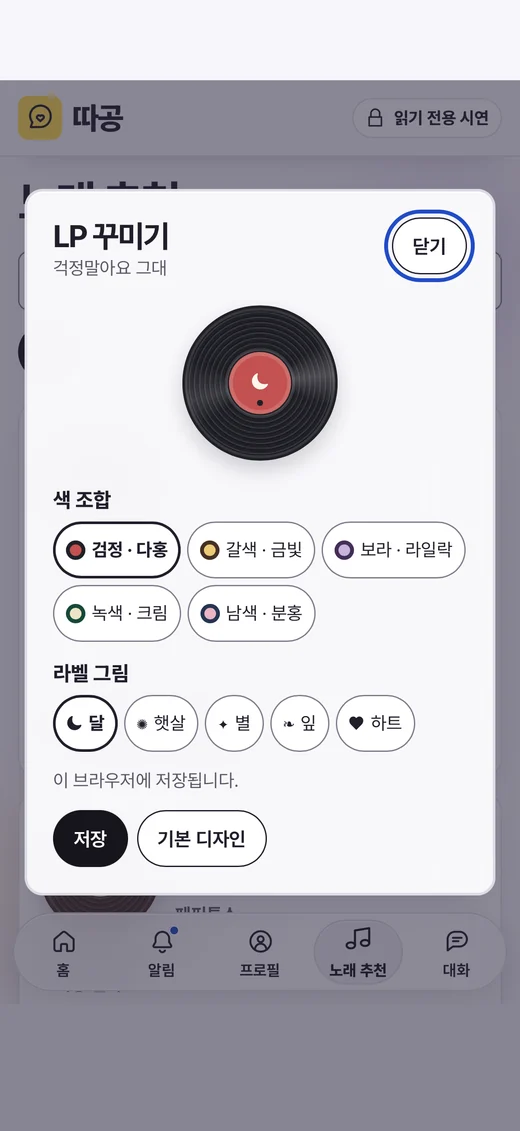 따공
읽기 전용 시연
노래 추천
LP 꾸미기
닫기
걱정말아요 그대
색 조합
검정 · 다홍
갈색 · 금빛
보라 · 라일락
녹색 · 크림
남색 · 분홍
라벨 그림
달
햇살
별
잎
하트
이 브라우저에 저장됩니다.
저장
기본 디자인
홈
알림
프로필
노래 추천
대화